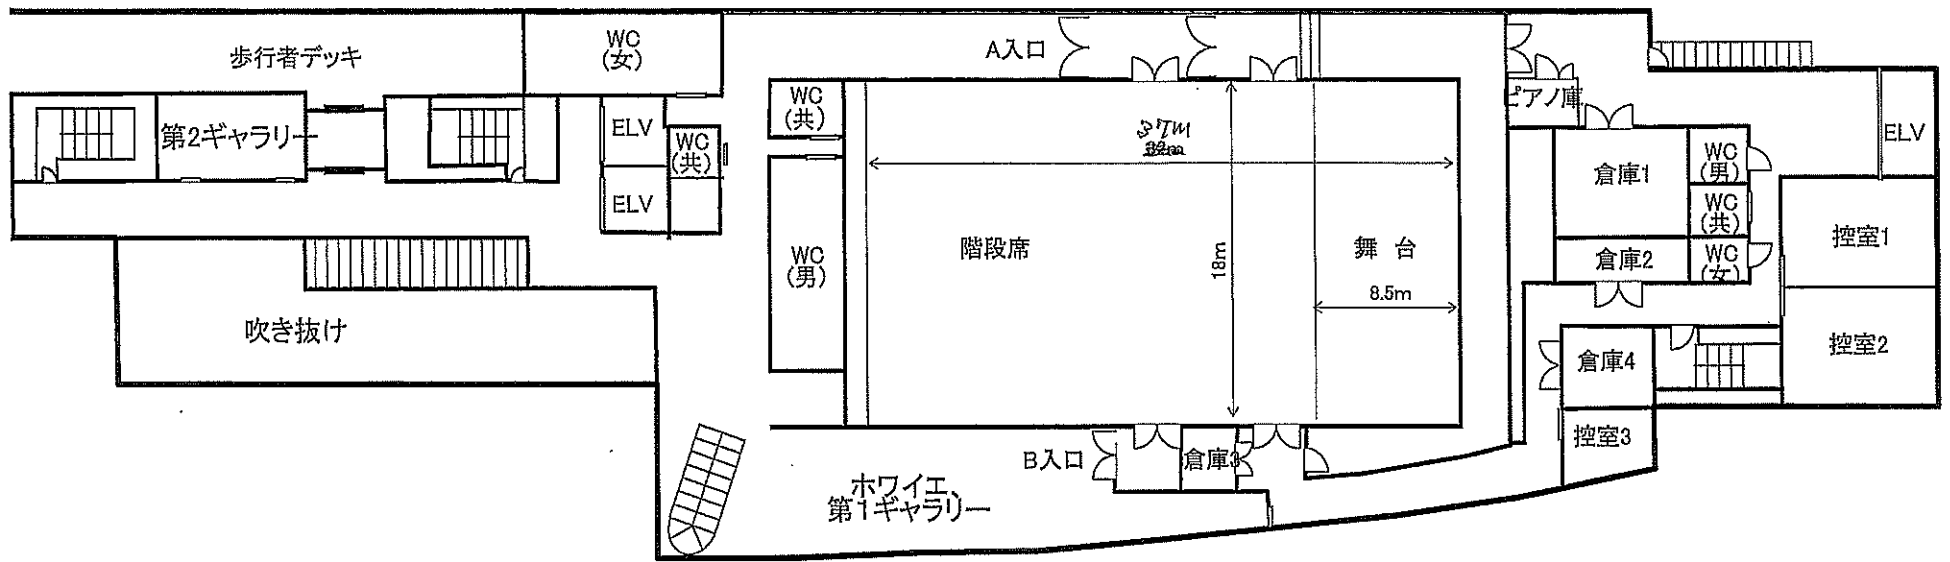 歩行者デッキ
WC
(女)
A入口
WC
(共)
ピアノ庫
ELV
第2ギャラリー
ELV
WC
(共)
37m
32m
倉庫1
WC
(男)
ELV
WC
(共)
控室1
階段席
18m
舞台
WC
(男)
倉庫2
WC
(女)
8.5m
吹き抜け
控室2
倉庫4
控室3
B入口
倉庫3
ホワイエ,
第1ギャラリー